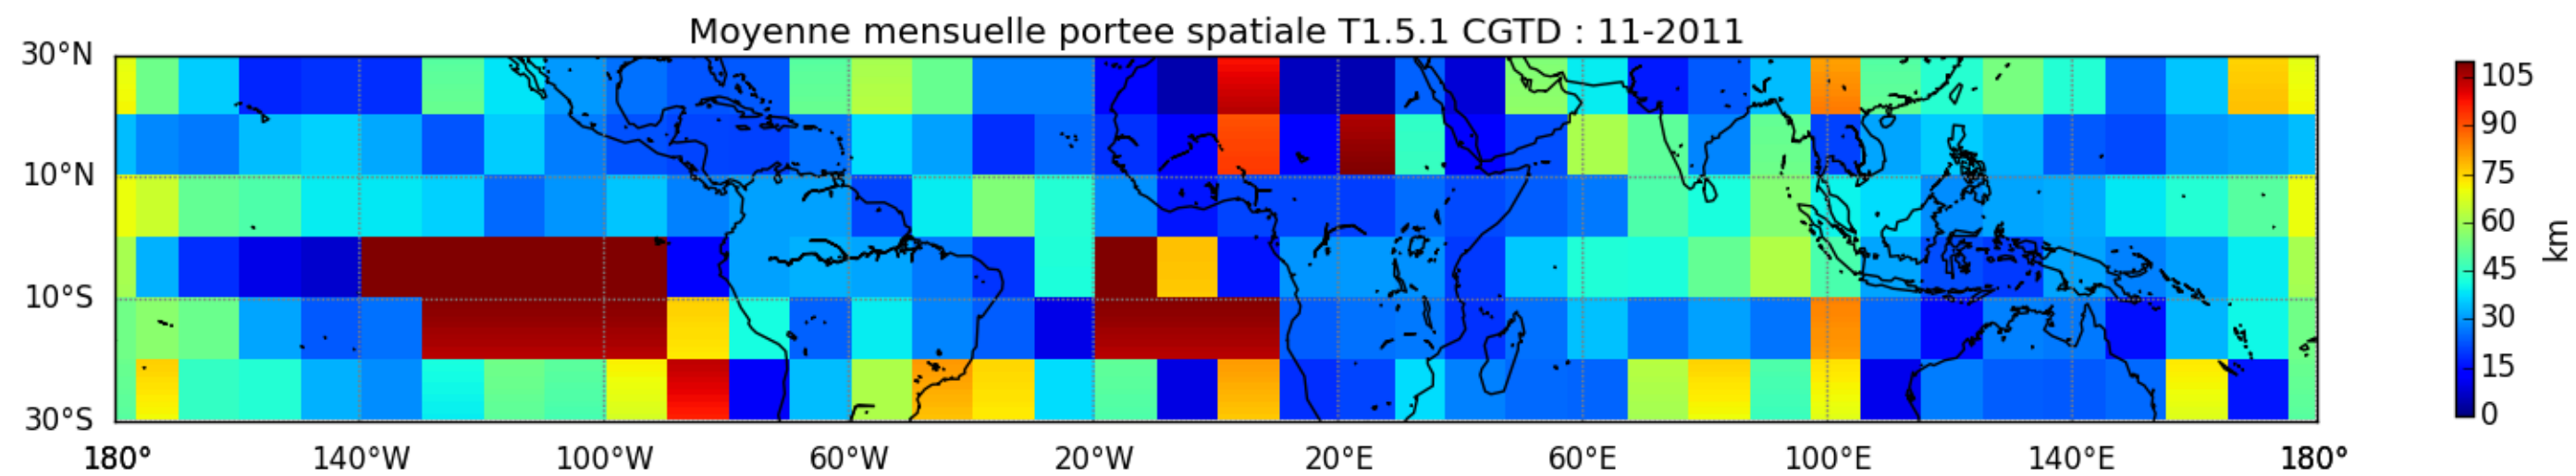 Moyenne mensuelle portee spatiale T1.5.1 CGTD : 11-2011
30°N
10°N
10°S
30°S
180° 140°W 100°W 60°W 20°W 20°E 60°E 100°E 140°E 180°
105
90
75
60
45
30
15
0
km